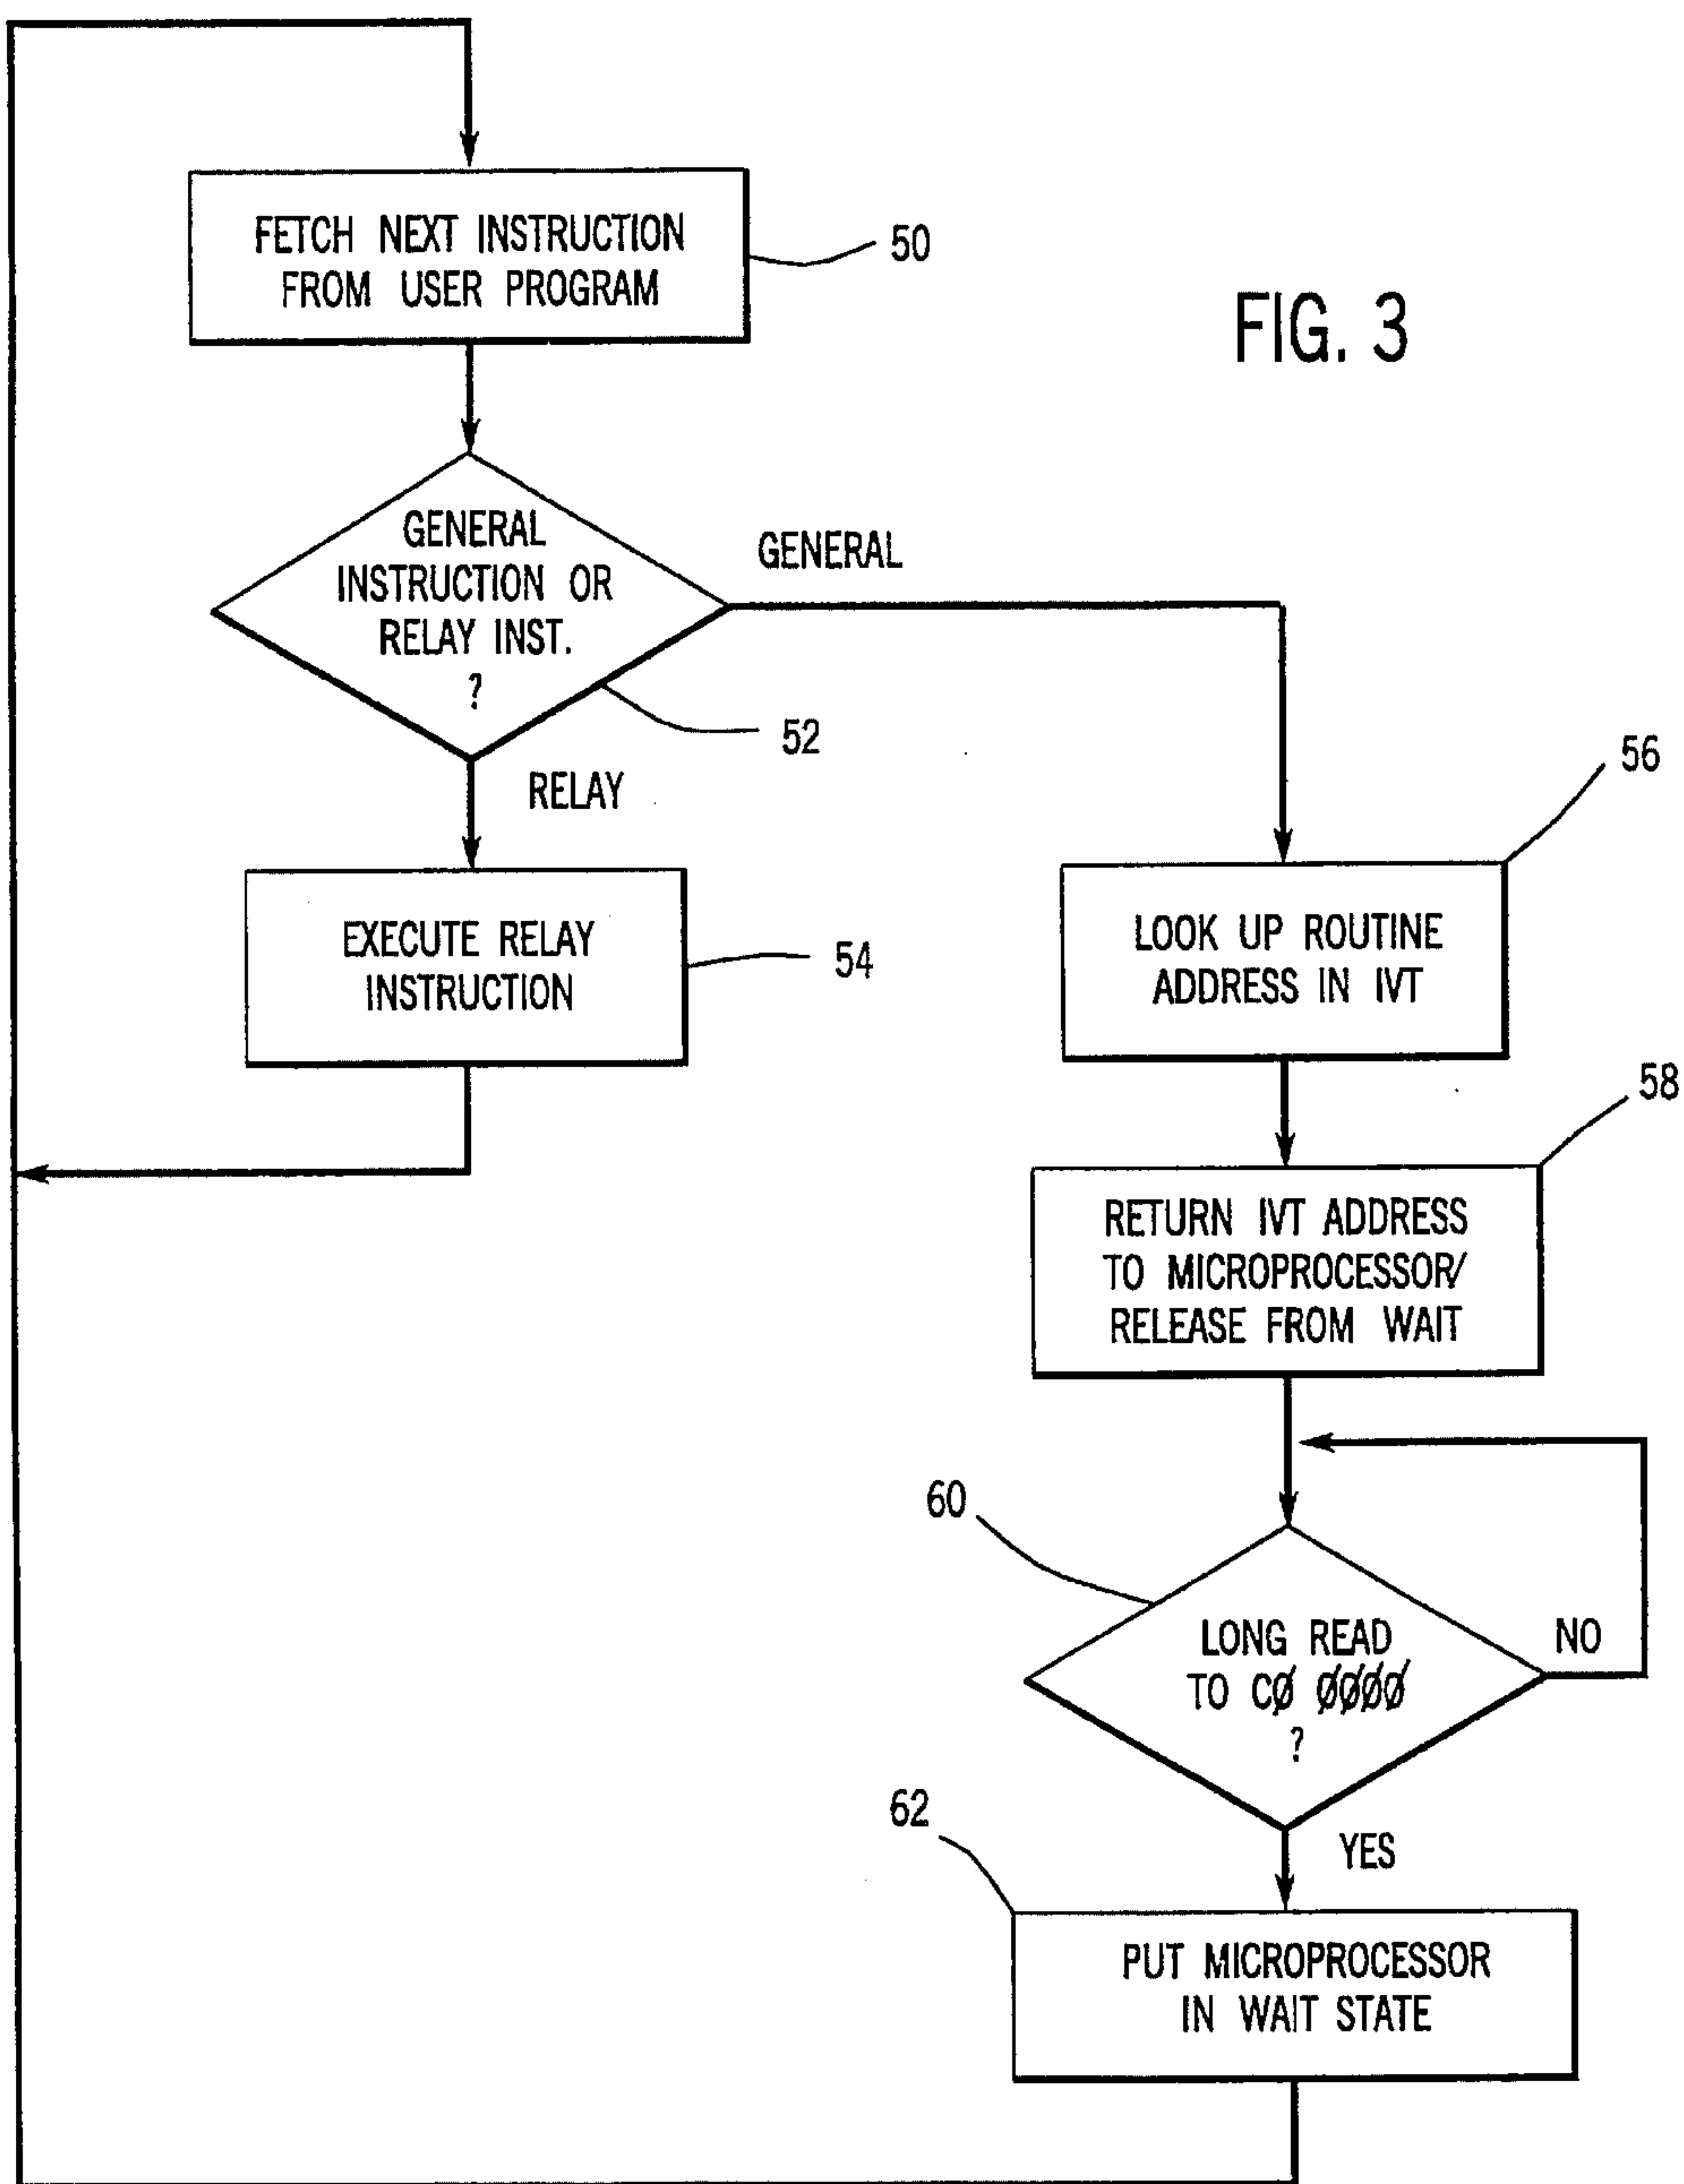 FETCH NEXT INSTRUCTION
FROM USER PROGRAM
50
FIG. 3
GENERAL
INSTRUCTION OR
RELAY INST.
?
GENERAL
52
RELAY
EXECUTE RELAY
INSTRUCTION
54
56
LOOK UP ROUTINE
ADDRESS IN IVT
58
RETURN IVT ADDRESS
TO MICROPROCESSOR/
RELEASE FROM WAIT
60
LONG READ
TO CØ ØØØØ
?
NO
YES
62
PUT MICROPROCESSOR
IN WAIT STATE